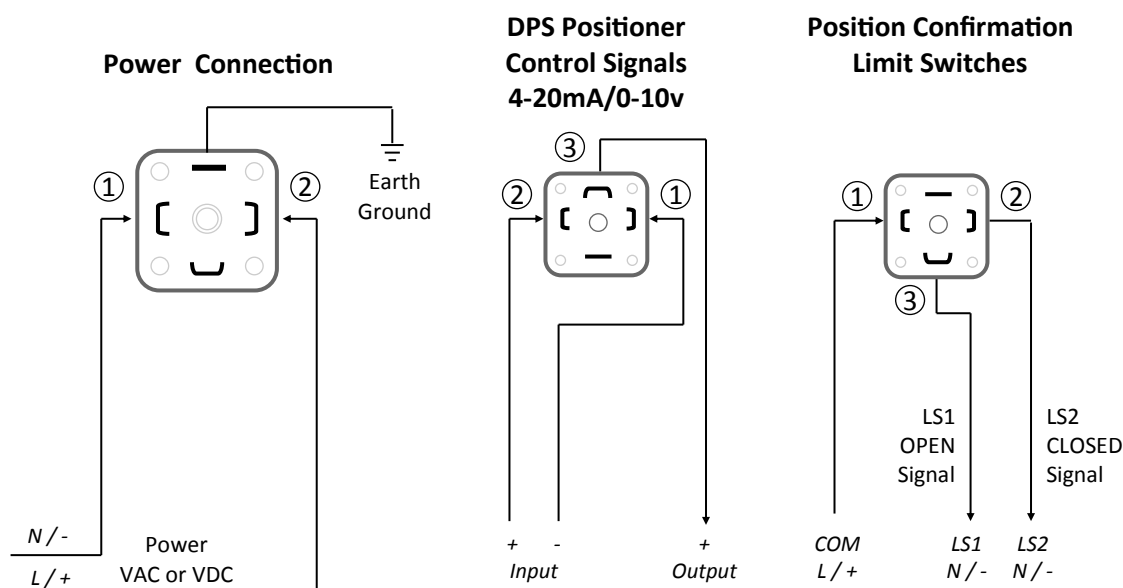 Power Connection
①
②
Earth
Ground
N / -
L / +
Power
VAC or VDC
DPS Positioner
Control Signals
4-20mA/0-10v
③
②
①
+
-
+
Input
Output
Position Confirmation
Limit Switches
①
②
③
LS1
OPEN
Signal
LS2
CLOSED
Signal
COM
LS1
LS2
L / +
N / -
N / -